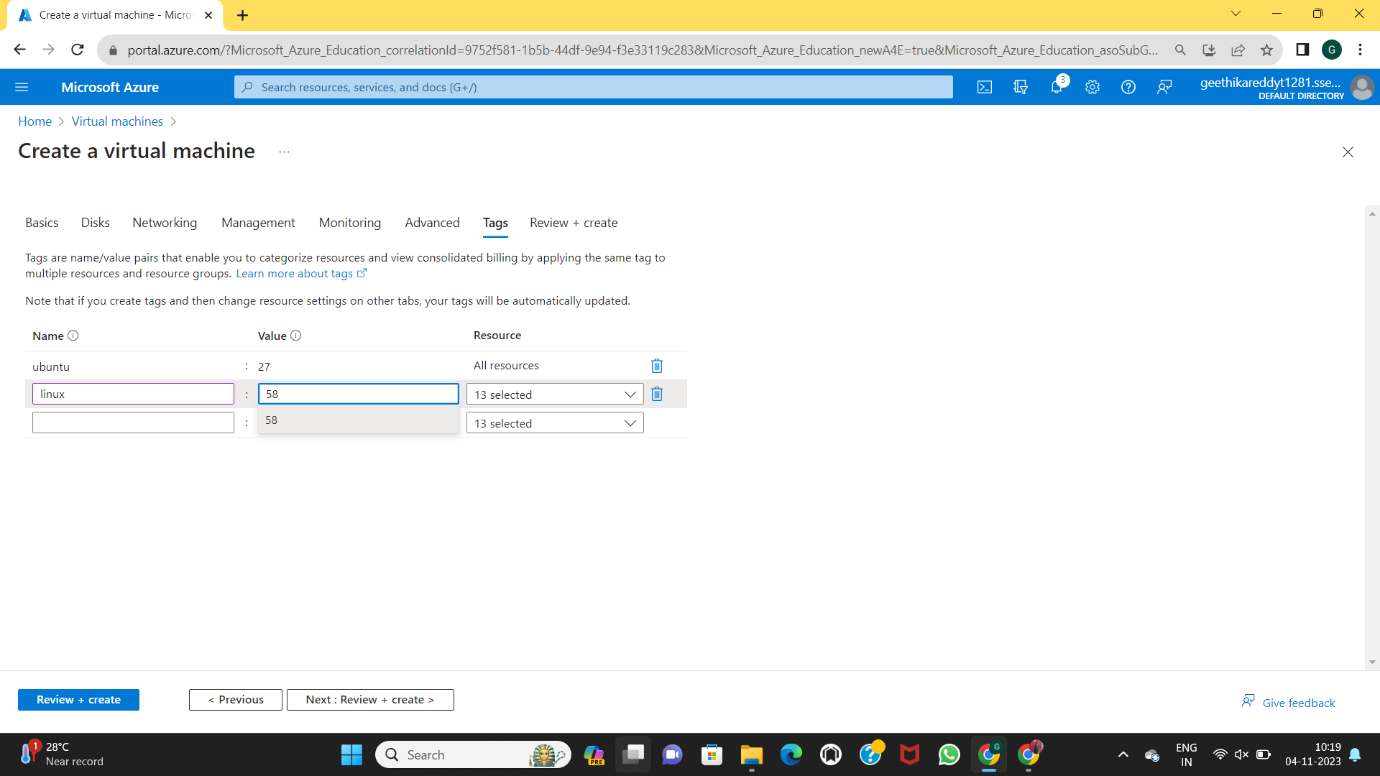 Create a virtual machine - Micro
portal.azure.com/?Microsoft_Azure_Education_correlationId=9752f581-1b5b-44df-9e94-f3e33119c283&Microsoft_Azure_Education_newA4E=true&Microsoft_Azure_Education_asoSubG...
G
Microsoft Azure
Search resources, services, and docs (G+/)
3
geethikareddyt1281.sse...
DEFAULT DIRECTORY
Home > Virtual machines >
Create a virtual machine ...
Basics Disks Networking Management Monitoring Advanced Tags Review + create
Tags are name/value pairs that enable you to categorize resources and view consolidated billing by applying the same tag to
multiple resources and resource groups. Learn more about tags
Note that if you create tags and then change resource settings on other tabs, your tags will be automatically updated.
Name Value Resource
ubuntu : 27 All resources
linux : 58 13 selected
: 58 13 selected
Review + create < Previous Next : Review + create > Give feedback
1 28°C
Near record
Search
PRE
G
ENG
IN
10:19
04-11-2023